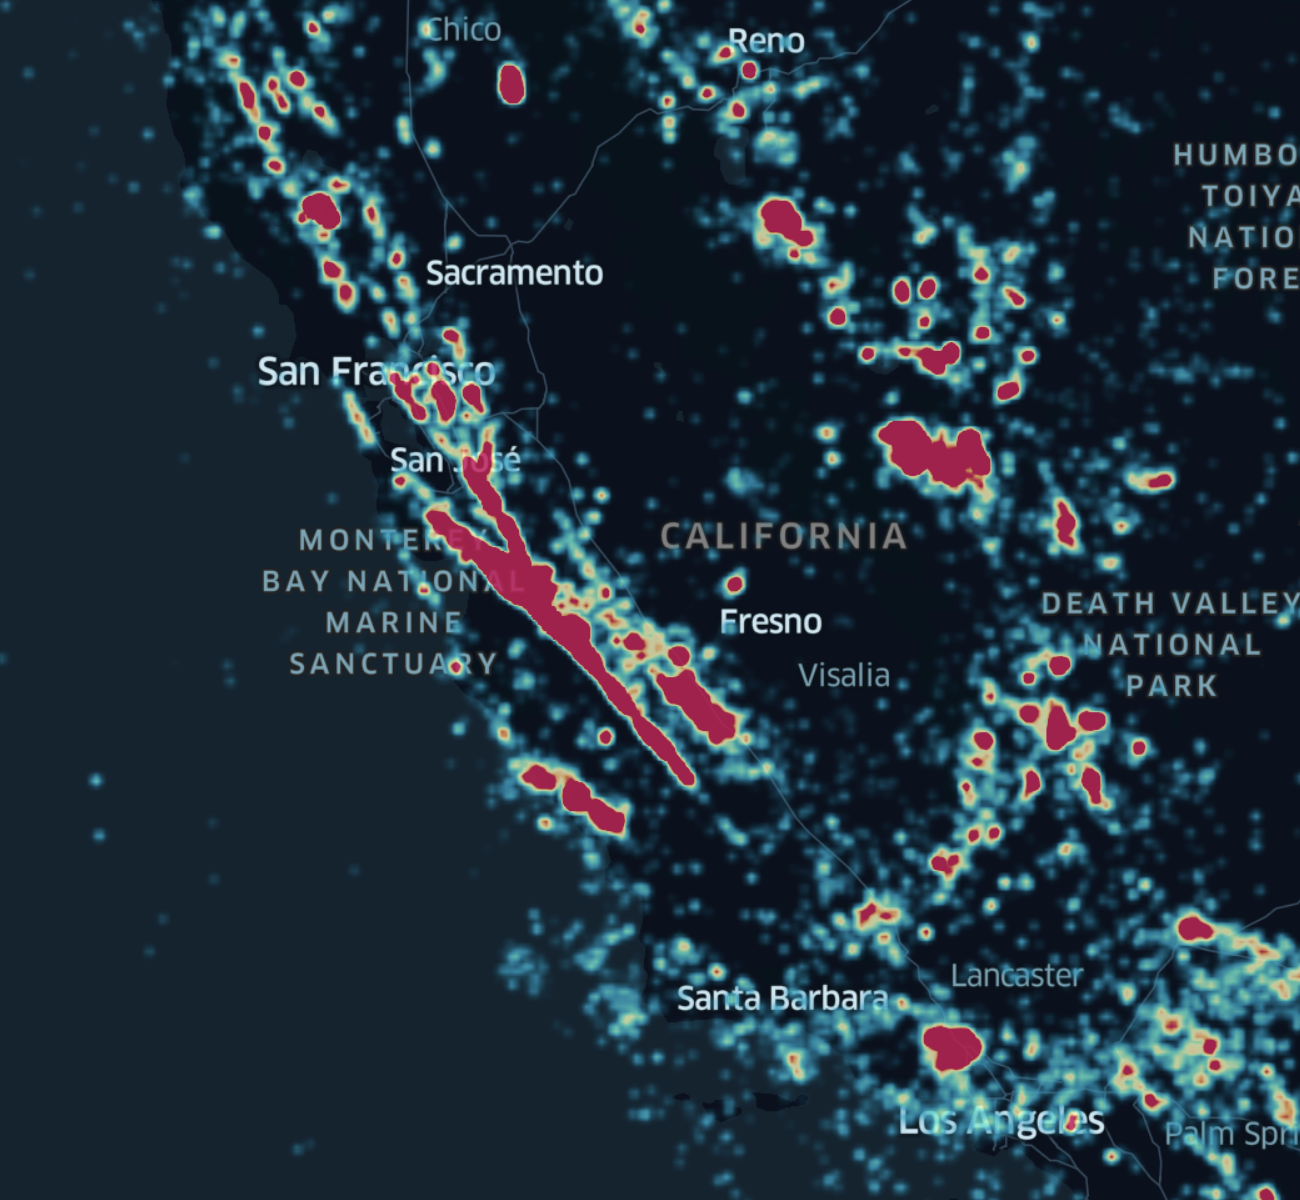 Chico
Reno
HUMBO
TOIYA
NATIO
FORE
Sacramento
San Francisco
San José
MONTEREY
BAY NATIONAL
MARINE
SANCTUARY
CALIFORNIA
Fresno
Visalia
DEATH VALLEY
NATIONAL
PARK
Lancaster
Santa Barbara
Los Angeles
Palm Spri